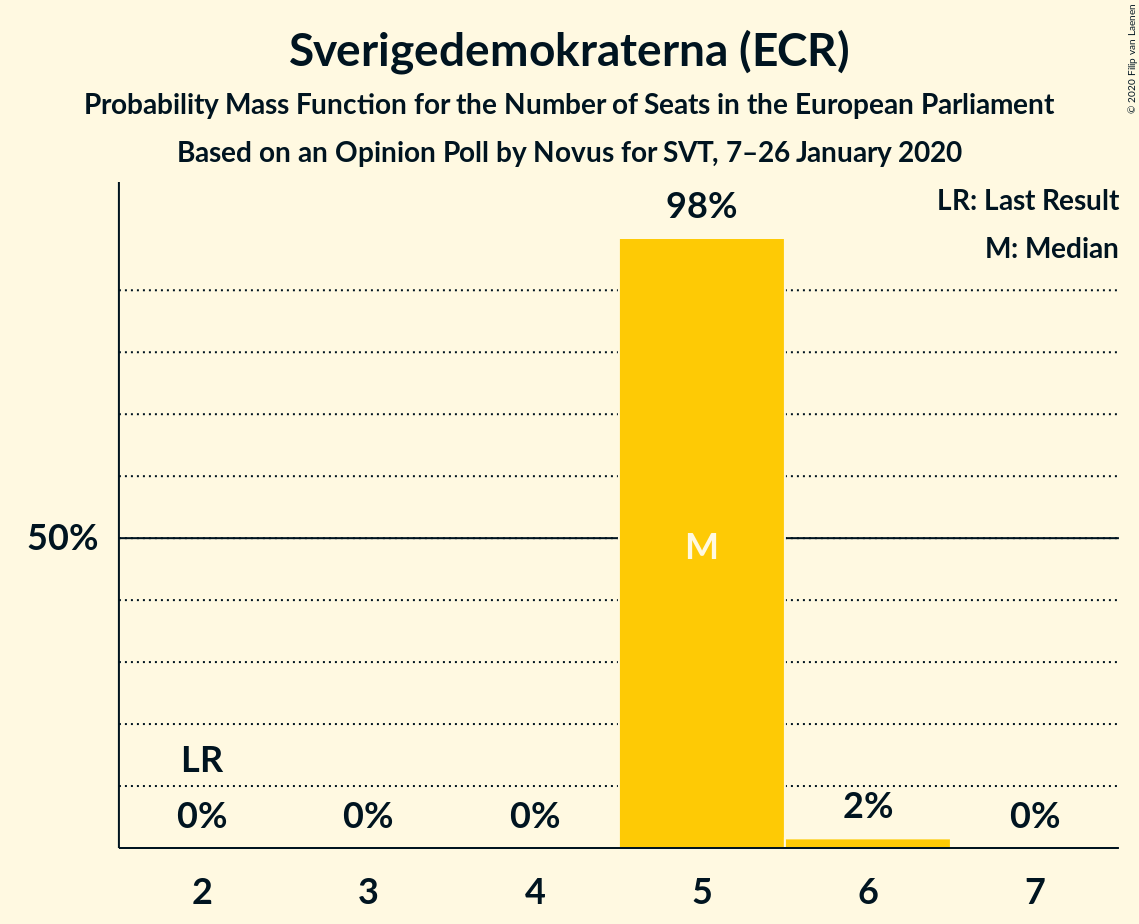 Sverigedemokraterna (ECR)
Probability Mass Function for the Number of Seats in the European Parliament
Based on an Opinion Poll by Novus for SVT, 7–26 January 2020
© 2020 Filip van Laenen
LR: Last Result
M: Median
98%
50%
M
LR
0%
0%
0%
2%
0%
2
3
4
5
6
7